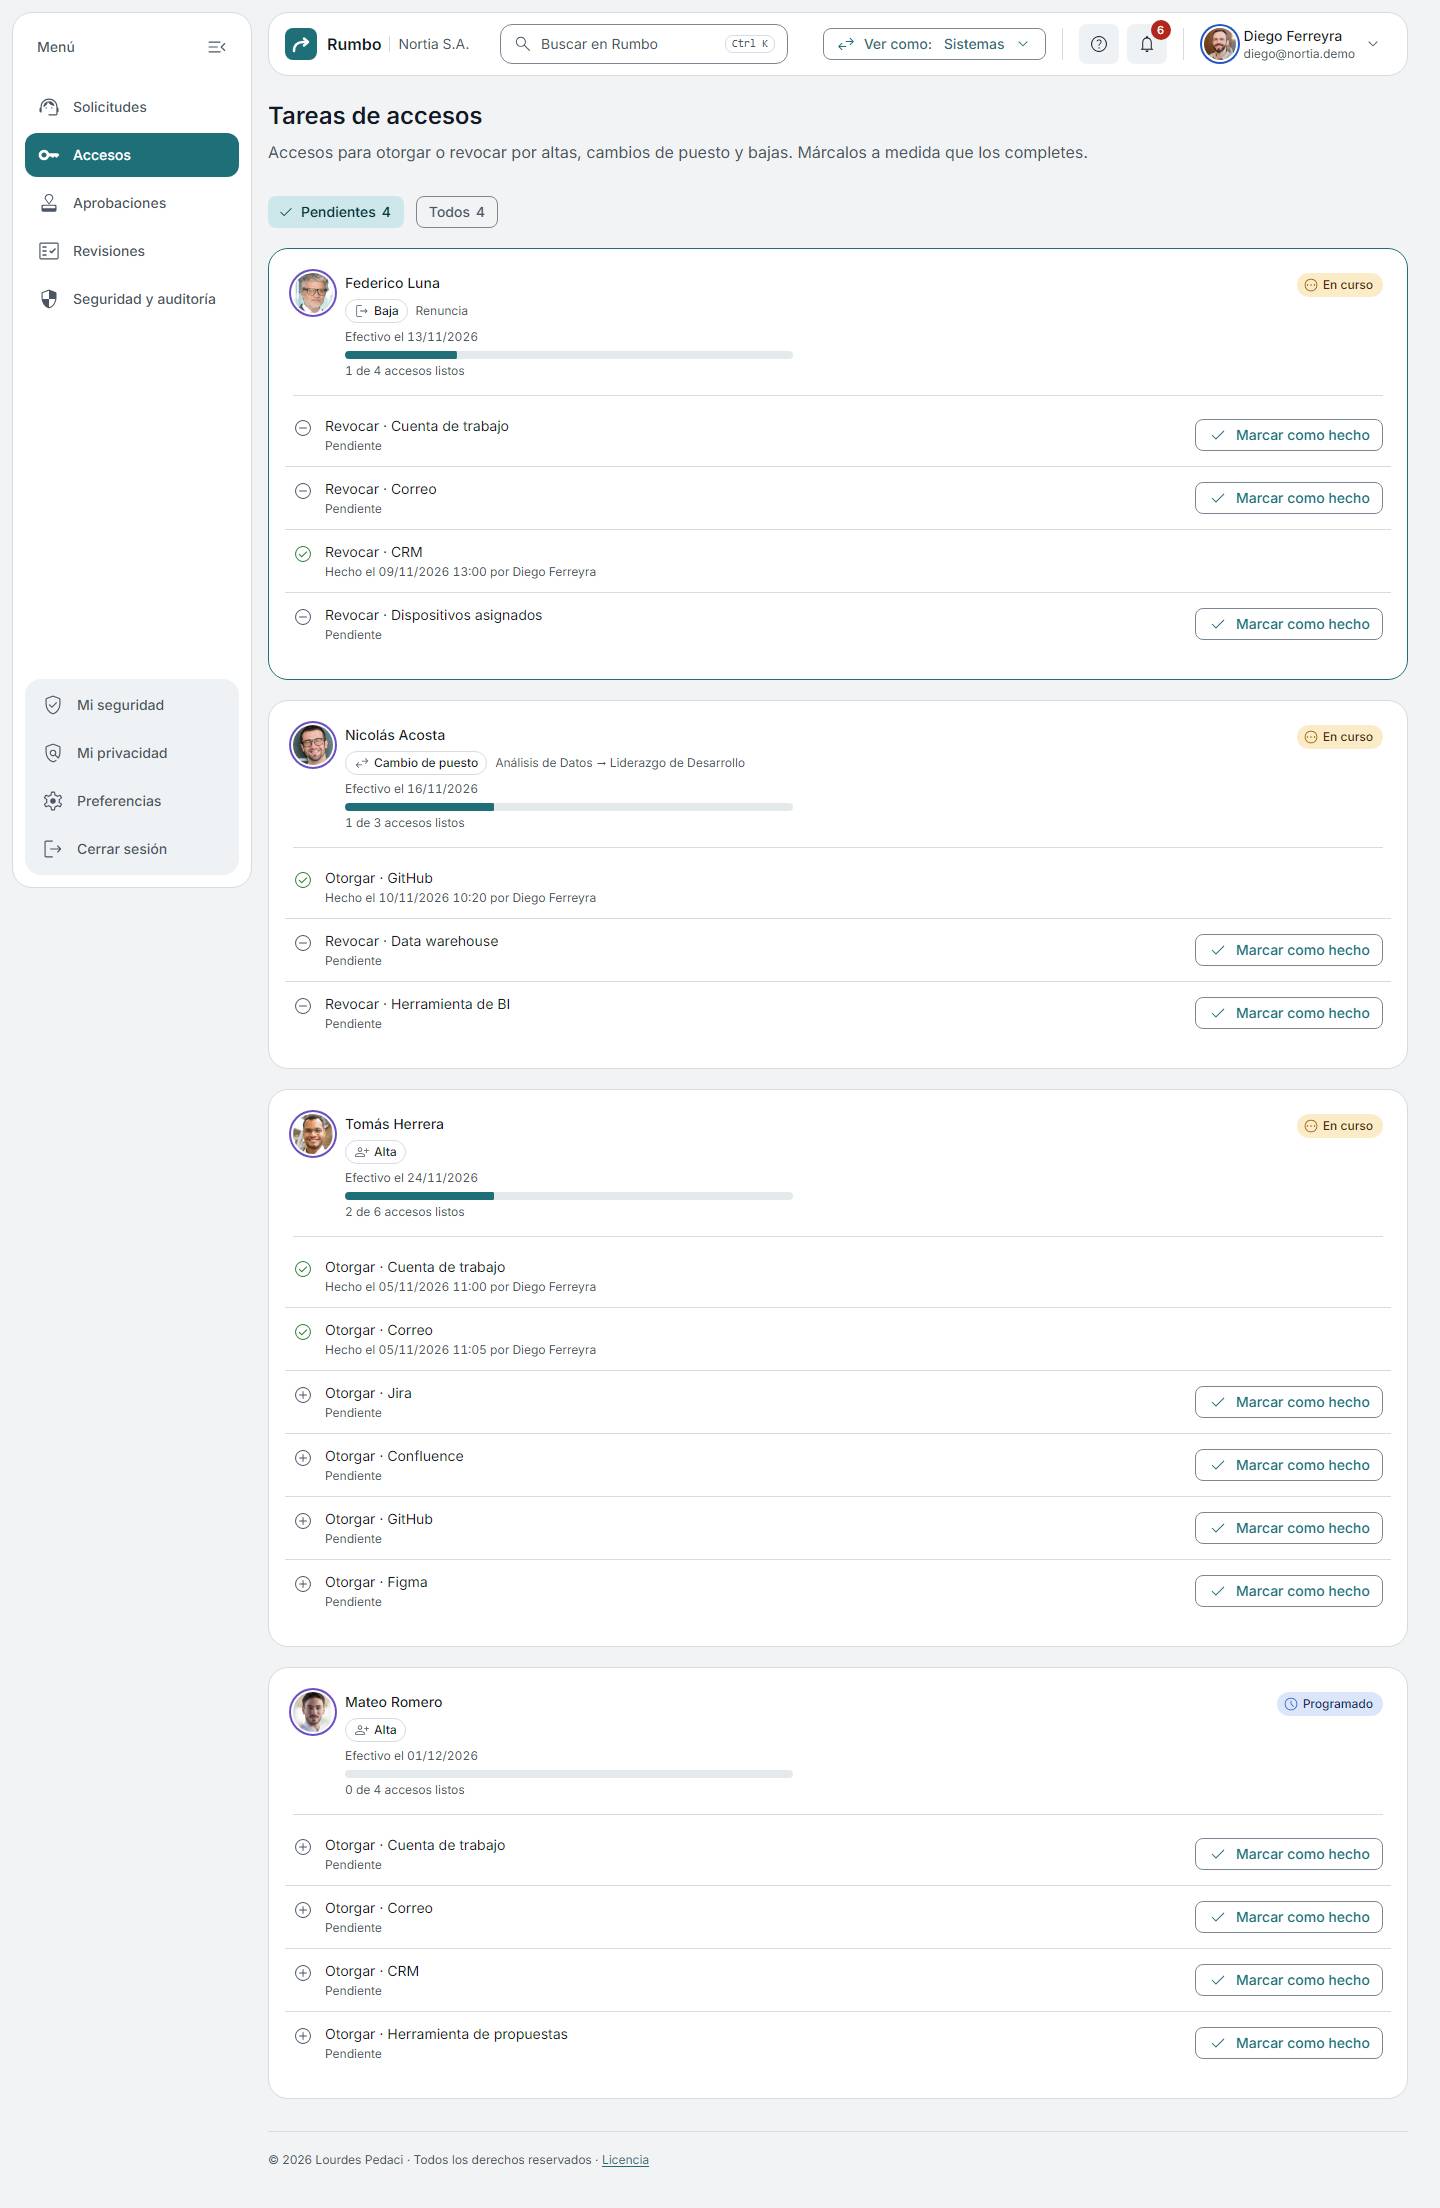 Menú
Solicitudes
Accesos
Aprobaciones
Revisiones
Seguridad y auditoría
Mi seguridad
Mi privacidad
Preferencias
Cerrar sesión
Rumbo Nortia S.A.
Buscar en Rumbo Ctrl K
Ver como: Sistemas
6
Diego Ferreyra
diego@nortia.demo
Tareas de accesos
Accesos para otorgar o revocar por altas, cambios de puesto y bajas. Márcalos a medida que los completes.
Pendientes 4 Todos 4
Federico Luna En curso
Baja Renuncia
Efectivo el 13/11/2026
1 de 4 accesos listos
Revocar · Cuenta de trabajo
Pendiente
Marcar como hecho
Revocar · Correo
Pendiente
Marcar como hecho
Revocar · CRM
Hecho el 09/11/2026 13:00 por Diego Ferreyra
Revocar · Dispositivos asignados
Pendiente
Marcar como hecho
Nicolás Acosta En curso
Cambio de puesto Análisis de Datos → Liderazgo de Desarrollo
Efectivo el 16/11/2026
1 de 3 accesos listos
Otorgar · GitHub
Hecho el 10/11/2026 10:20 por Diego Ferreyra
Revocar · Data warehouse
Pendiente
Marcar como hecho
Revocar · Herramienta de BI
Pendiente
Marcar como hecho
Tomás Herrera En curso
Alta
Efectivo el 24/11/2026
2 de 6 accesos listos
Otorgar · Cuenta de trabajo
Hecho el 05/11/2026 11:00 por Diego Ferreyra
Otorgar · Correo
Hecho el 05/11/2026 11:05 por Diego Ferreyra
Otorgar · Jira
Pendiente
Marcar como hecho
Otorgar · Confluence
Pendiente
Marcar como hecho
Otorgar · GitHub
Pendiente
Marcar como hecho
Otorgar · Figma
Pendiente
Marcar como hecho
Mateo Romero Programado
Alta
Efectivo el 01/12/2026
0 de 4 accesos listos
Otorgar · Cuenta de trabajo
Pendiente
Marcar como hecho
Otorgar · Correo
Pendiente
Marcar como hecho
Otorgar · CRM
Pendiente
Marcar como hecho
Otorgar · Herramienta de propuestas
Pendiente
Marcar como hecho
© 2026 Lourdes Pedaci · Todos los derechos reservados · Licencia